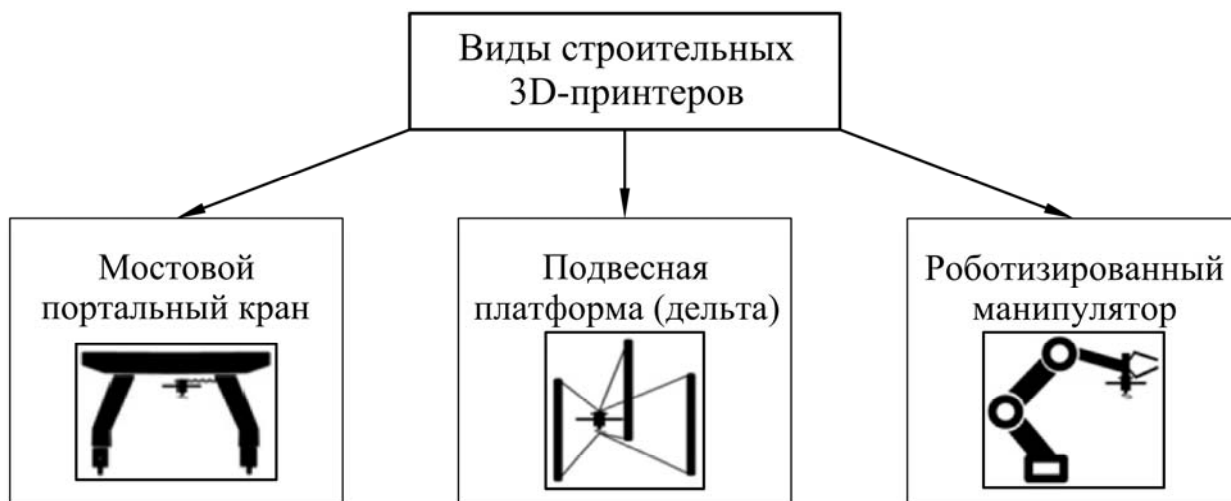 Виды строительных
3D-принтеров
Мостовой
портальный кран
Подвесная
платформа (дельта)
Роботизированный
манипулятор